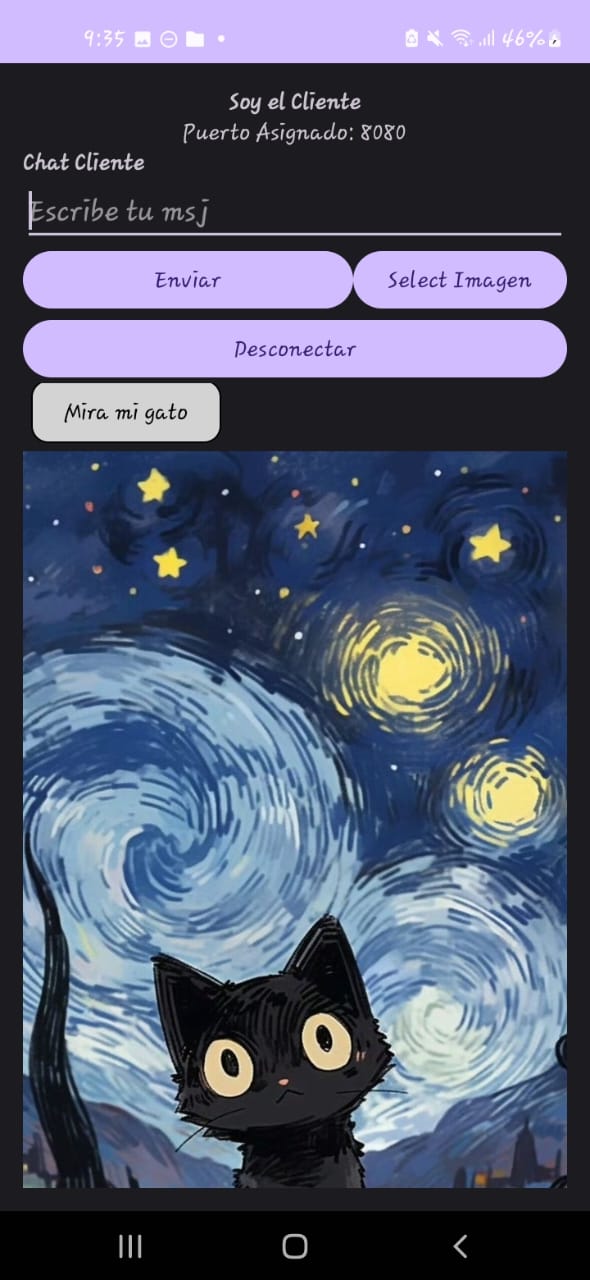 9:35 46%
Soy el Cliente
Puerto Asignado: 8080
Chat Cliente
Escribe tu msj
Enviar Select Imagen
Desconectar
Mira mi gato